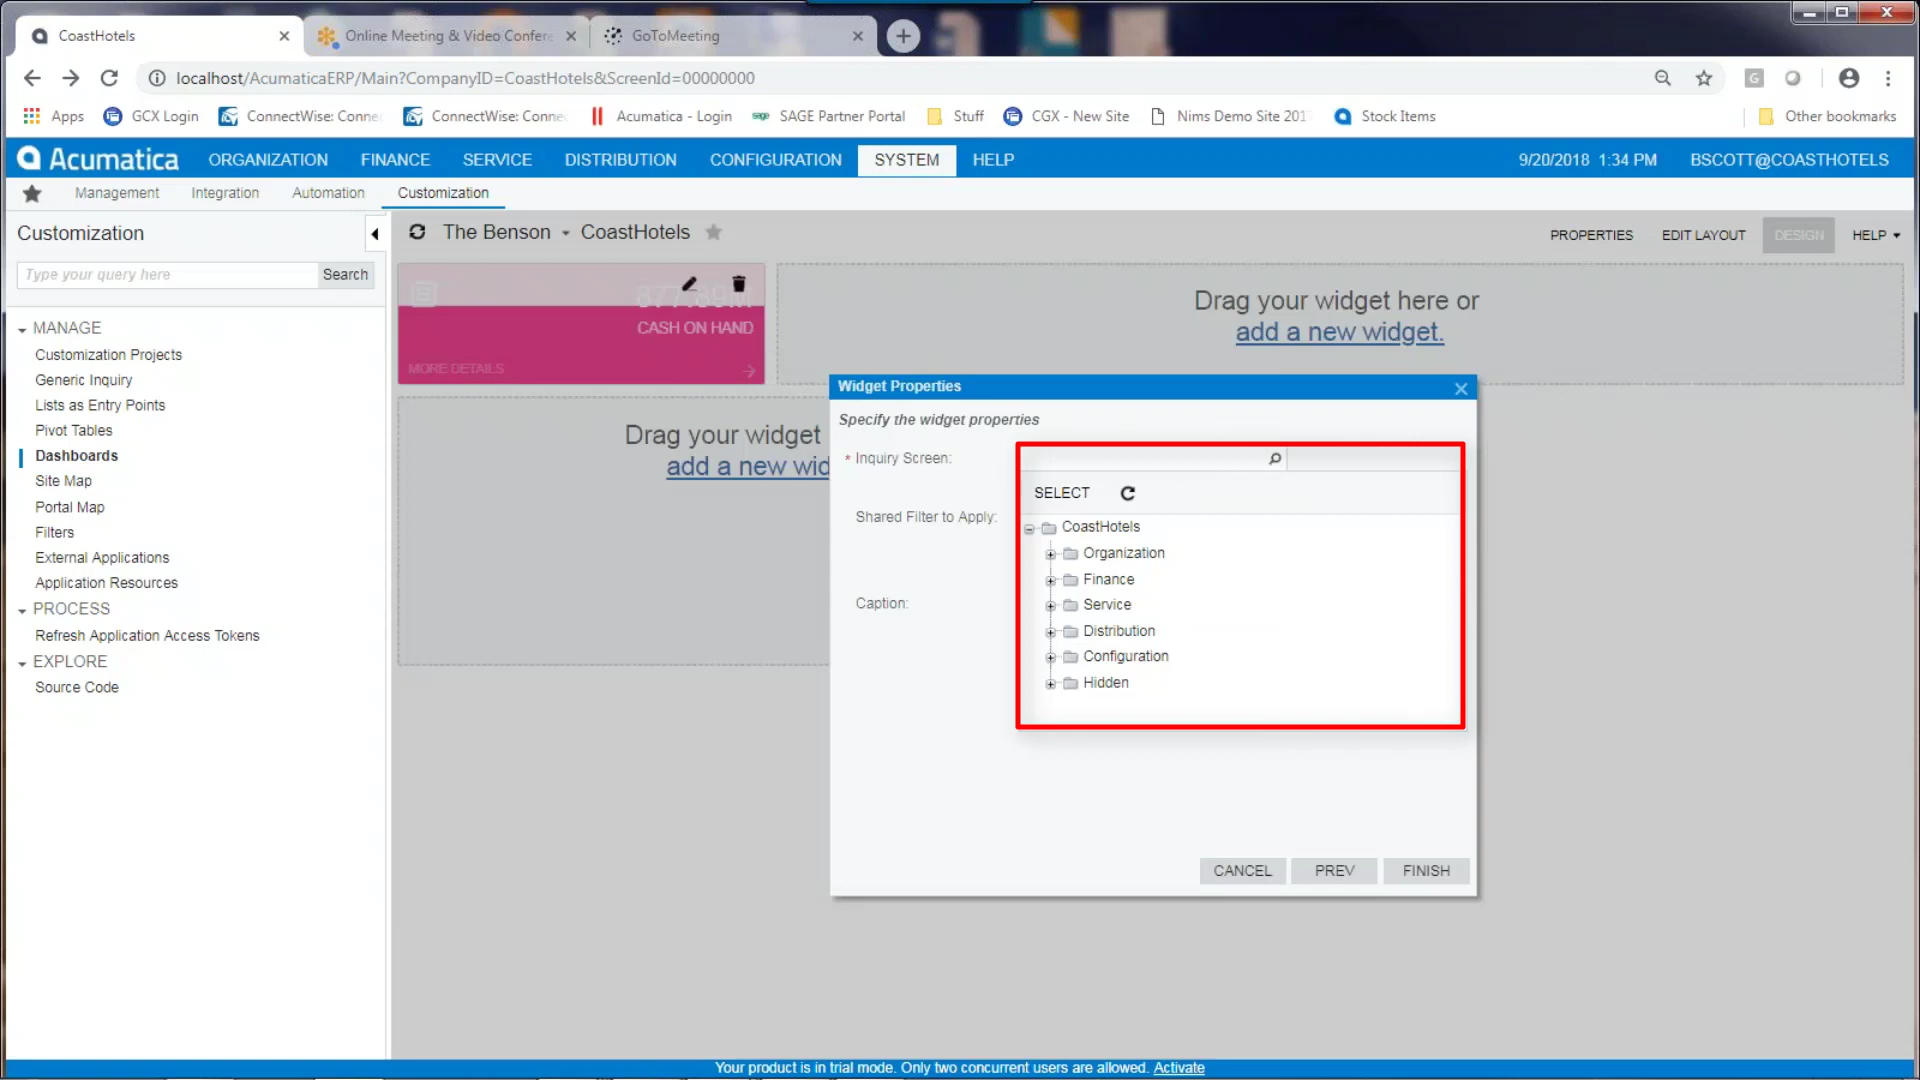 CoastHotels
Online Meeting & Video Confere
GoToMeeting
localhost/AcumaticaERP/Main?CompanyID=CoastHotels&ScreenId=00000000
Apps
GCX Login
ConnectWise: Conne
ConnectWise: Conne
Acumatica - Login
SAGE Partner Portal
Stuff
CGX - New Site
Nims Demo Site 201
Stock Items
Other bookmarks
Acumatica
ORGANIZATION
FINANCE
SERVICE
DISTRIBUTION
CONFIGURATION
SYSTEM
HELP
9/20/2018 1:34 PM
BSCOTT@COASTHOTELS
Management
Integration
Automation
Customization
Customization
Type your query here
Search
MANAGE
Customization Projects
Generic Inquiry
Lists as Entry Points
Pivot Tables
Dashboards
Site Map
Portal Map
Filters
External Applications
Application Resources
PROCESS
Refresh Application Access Tokens
EXPLORE
Source Code
The Benson
CoastHotels
PROPERTIES
EDIT LAYOUT
DESIGN
HELP
877.89M
CASH ON HAND
MORE DETAILS
Drag your widget here or
add a new widget.
Drag your widget
add a new wid
Widget Properties
Specify the widget properties
* Inquiry Screen:
Shared Filter to Apply:
Caption:
SELECT
CoastHotels
Organization
Finance
Service
Distribution
Configuration
Hidden
CANCEL
PREV
FINISH
Your product is in trial mode. Only two concurrent users are allowed. Activate